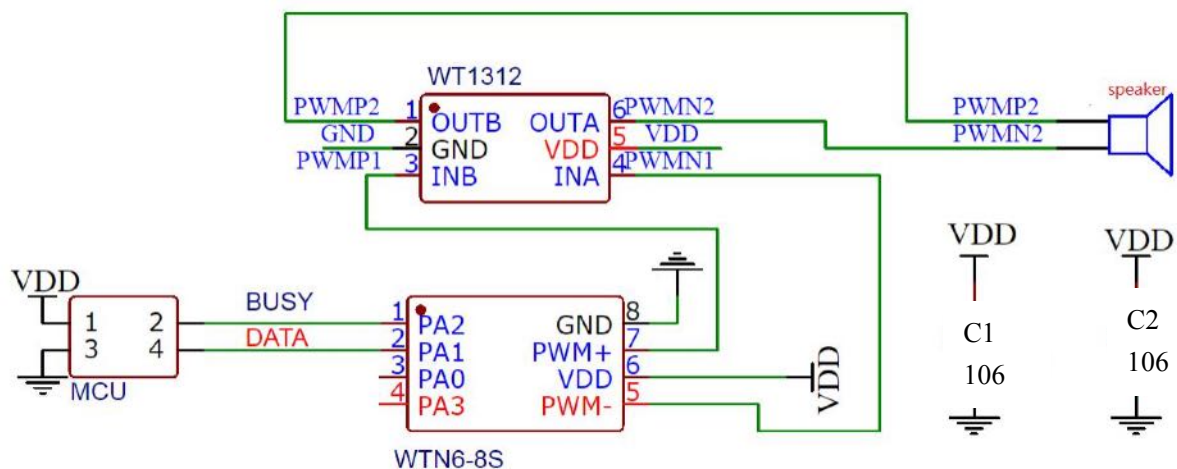 WT1312
PWMP2 1 OUTB OUTA 6 PWMN2
GND 2 GND VDD 5 VDD
PWMP1 3 INB INA 4 PWMN1
speaker
PWMP2
PWMN2
VDD
1 2
3 4
MCU
BUSY
DATA
1 PA2 GND 8
2 PA1 PWM+ 7
3 PA0 VDD 6
4 PA3 PWM- 5
WTN6-8S
VDD
VDD
C1
106
VDD
C2
106